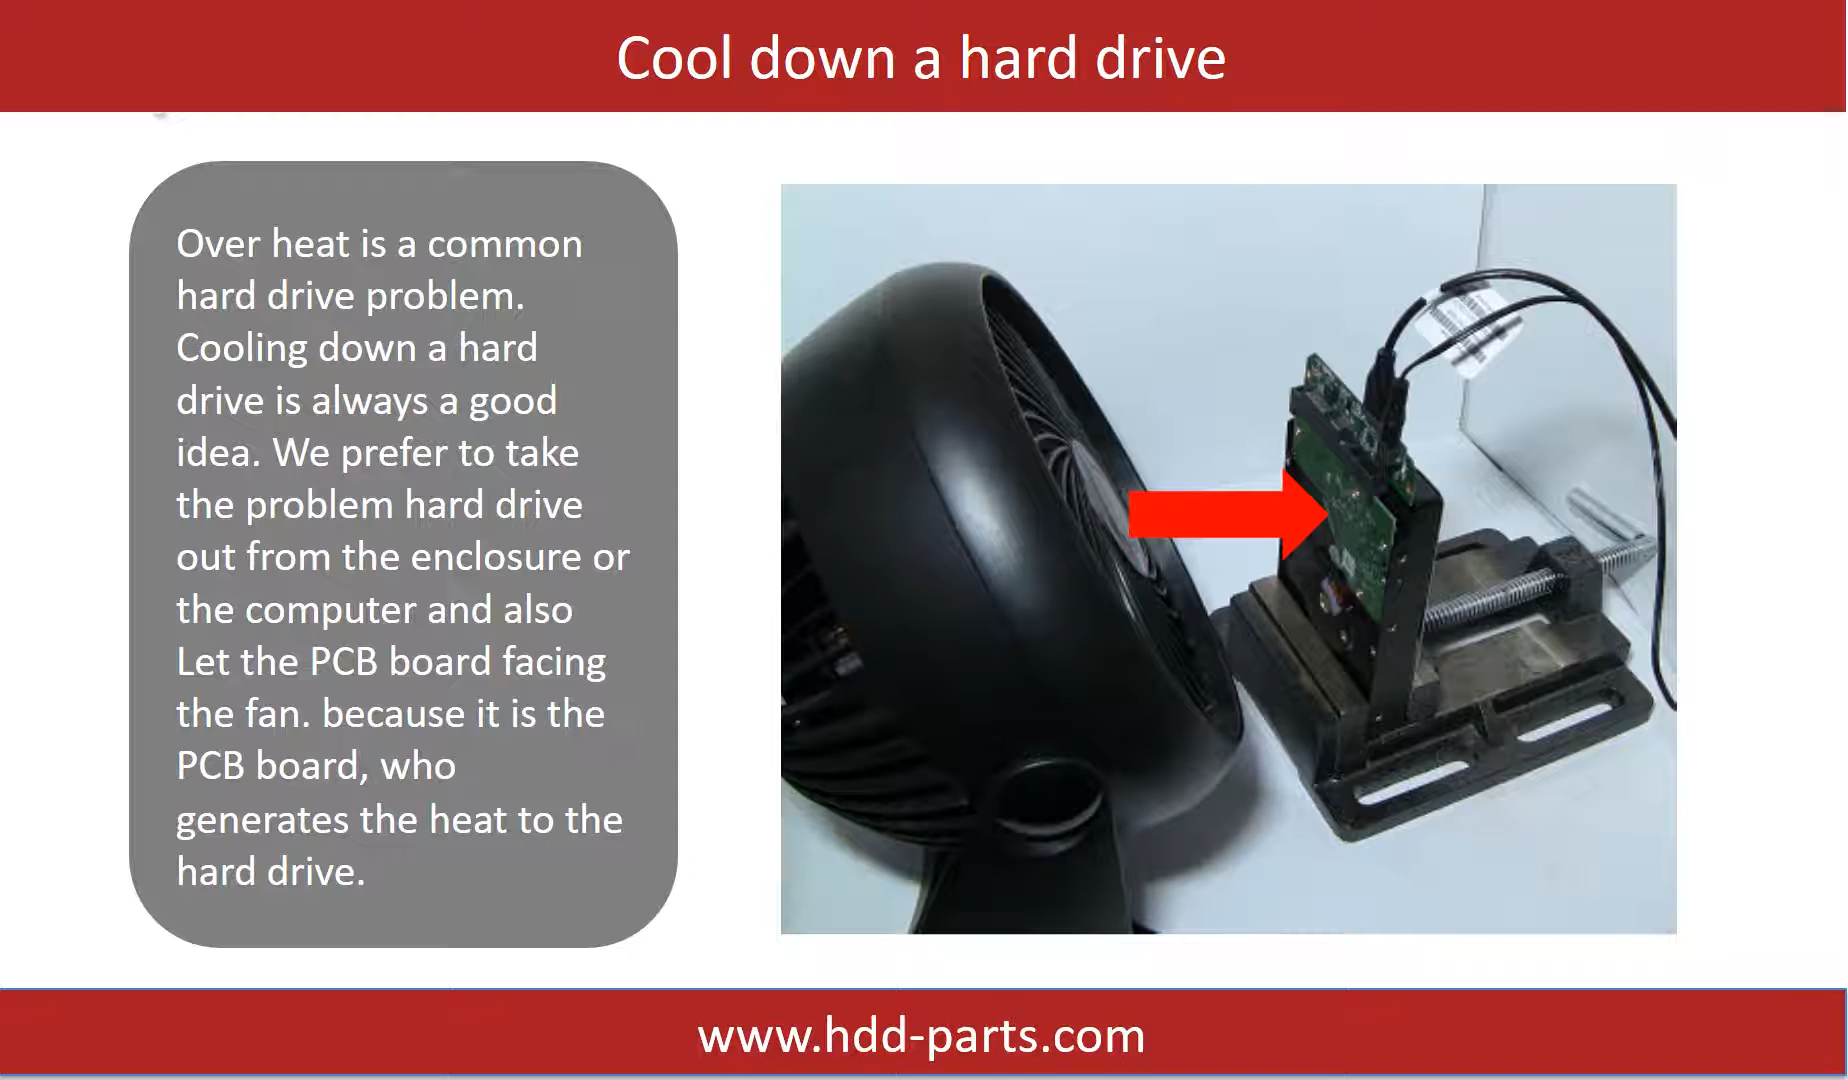 Cool down a hard drive
Over heat is a common
hard drive problem.
Cooling down a hard
drive is always a good
idea. We prefer to take
the problem hard drive
out from the enclosure or
the computer and also
Let the PCB board facing
the fan. because it is the
PCB board, who
generates the heat to the
hard drive.
www.hdd-parts.com